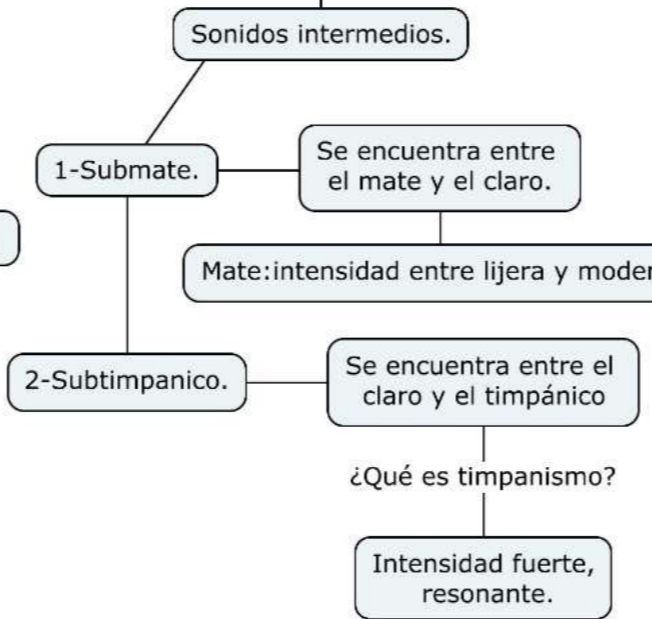 Sonidos intermedios.
1-Submate.
Se encuentra entre
el mate y el claro.
Mate:intensidad entre lijera y moder
2-Subtimpanico.
Se encuentra entre el
claro y el timpánico
¿Qué es timpanismo?
Intensidad fuerte,
resonante.